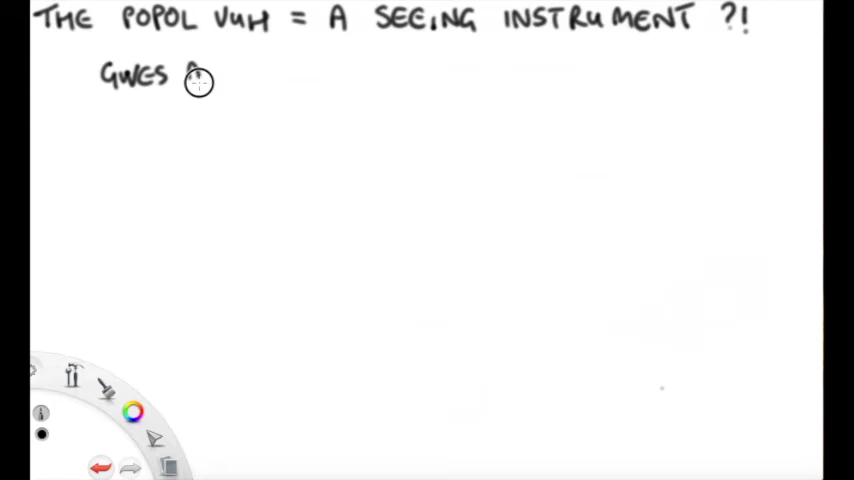 THE POPOL VUH = A SEEING INSTRUMENT ?!
GIVES